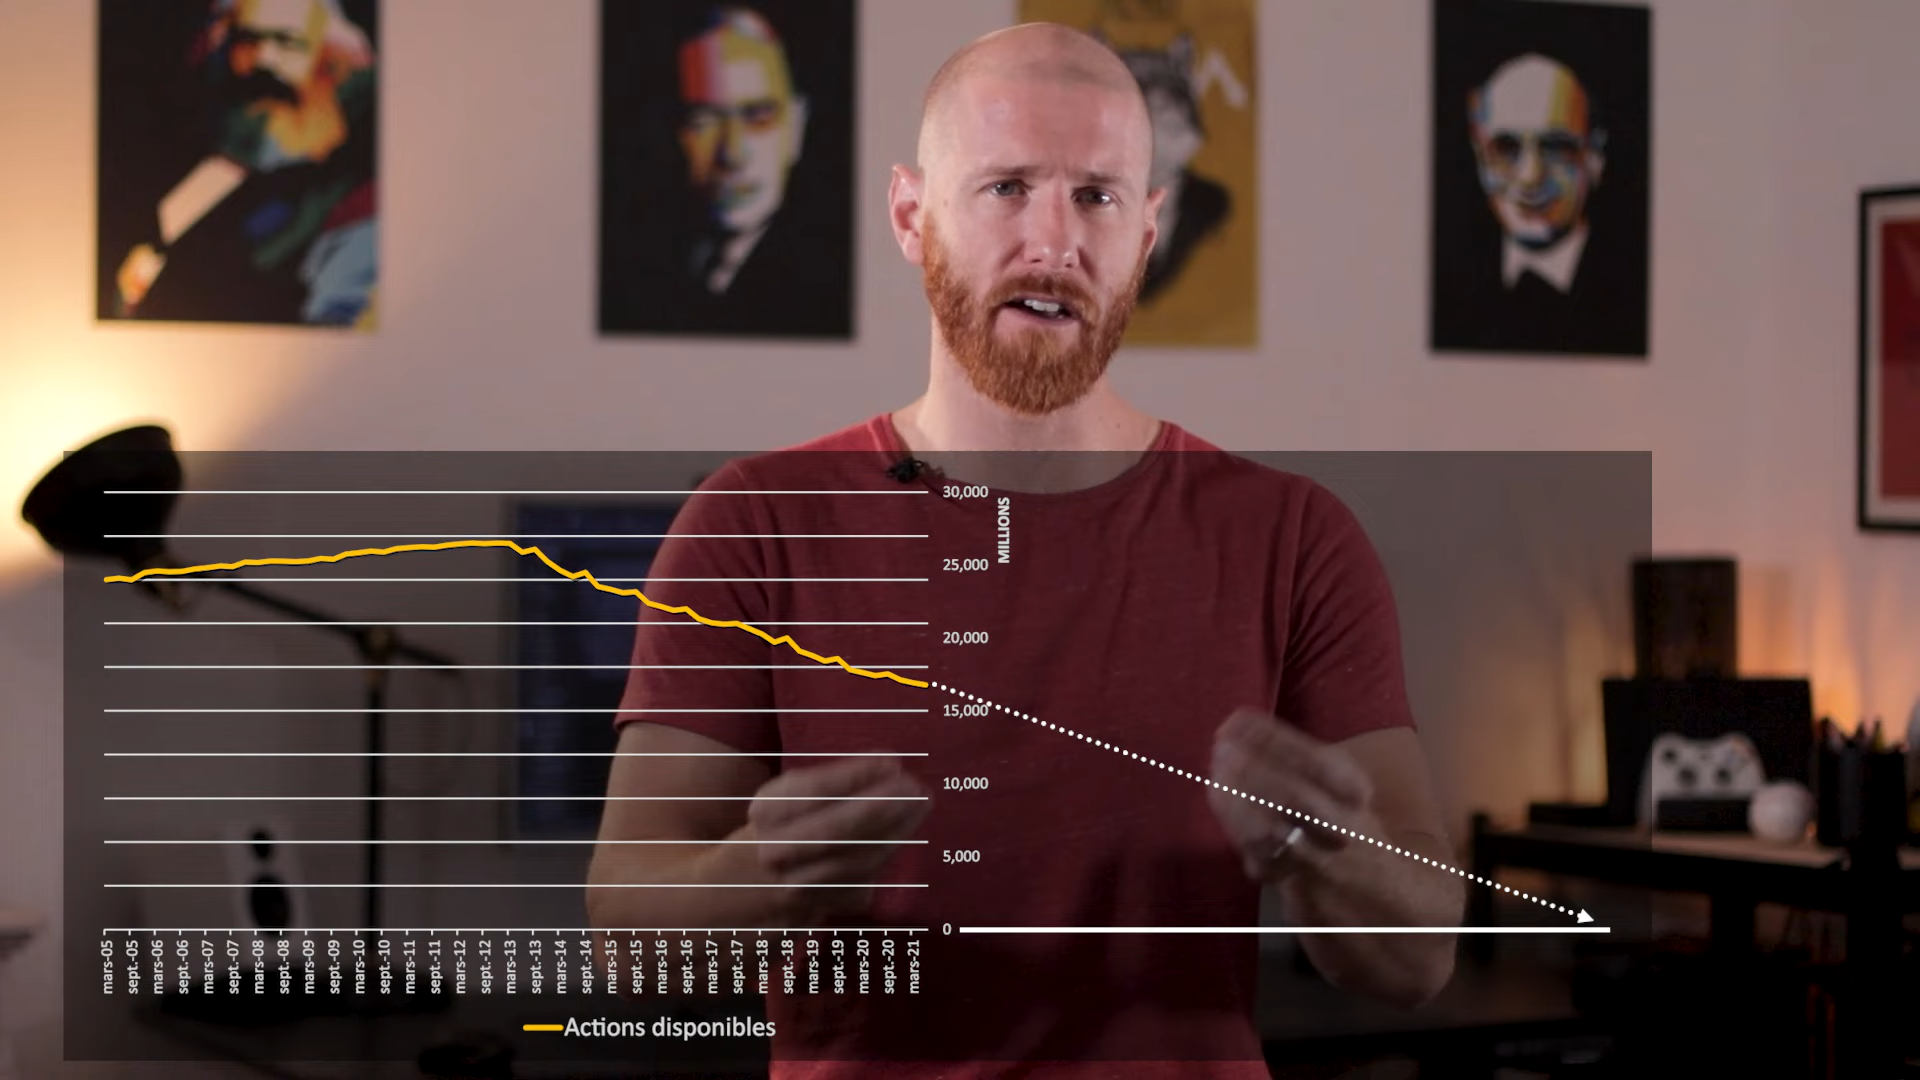 30,000
MILLIONS
25,000
20,000
15,000
10,000
5,000
0
mars-05
sept.-05
mars-06
sept.-06
mars-07
sept.-07
mars-08
sept.-08
mars-09
sept.-09
mars-10
sept.-10
mars-11
sept.-11
mars-12
sept.-12
mars-13
sept.-13
mars-14
sept.-14
mars-15
sept.-15
mars-16
sept.-16
mars-17
sept.-17
mars-18
sept.-18
mars-19
sept.-19
mars-20
sept.-20
mars-21
Actions disponibles